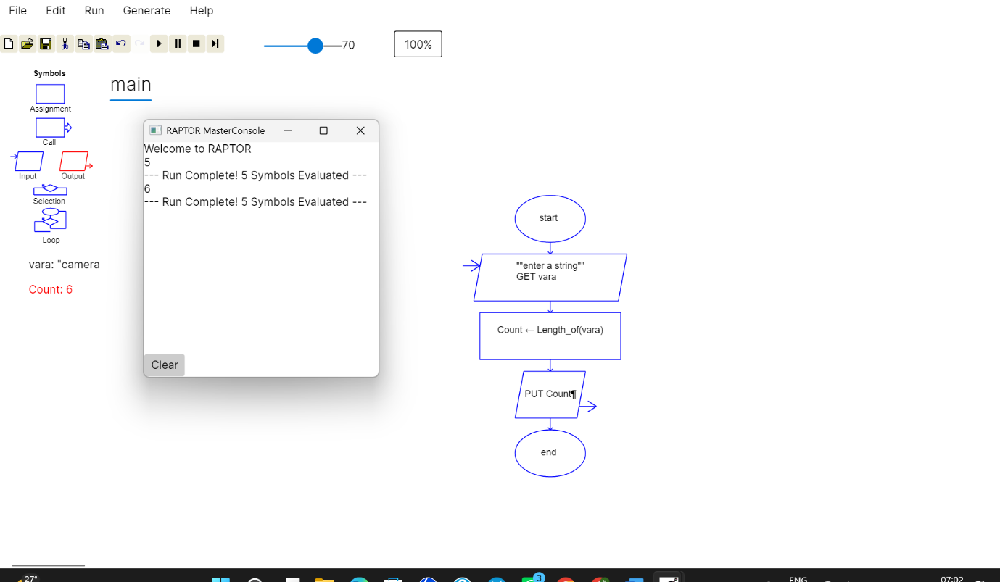 File Edit Run Generate Help
70
100%
Symbols
Assignment
Call
Input Output
Selection
Loop
vara: "camera
Count: 6
main
RAPTOR MasterConsole
Welcome to RAPTOR
5
--- Run Complete! 5 Symbols Evaluated ---
6
--- Run Complete! 5 Symbols Evaluated ---
Clear
start
""enter a string""
GET vara
Count ← Length_of(vara)
PUT Count¶
end
27°
3
ENG
07:02